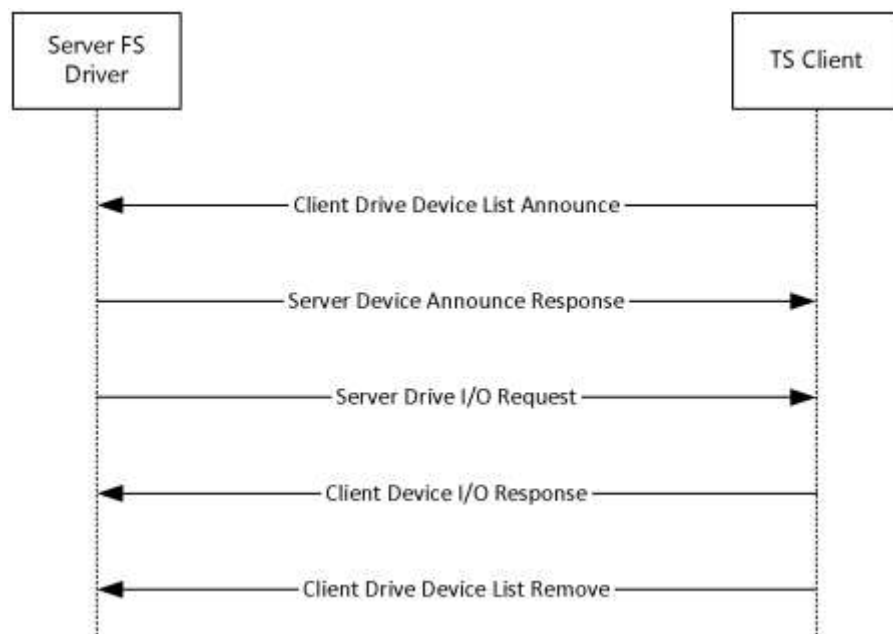 Server FS
Driver
TS Client
Client Drive Device List Announce
Server Device Announce Response
Server Drive I/O Request
Client Device I/O Response
Client Drive Device List Remove